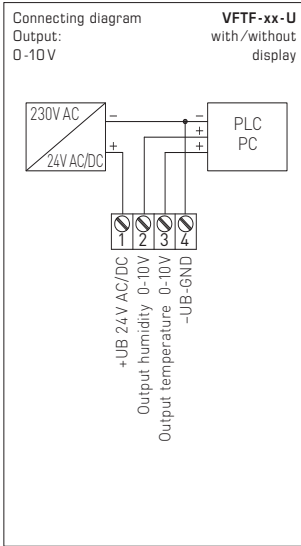 Connecting diagram VFTF-xx-U
Output: with/without
0-10 V display
230V AC
24V AC/DC
–
+
–
+
+
PLC
PC
1 2 3 4
+UB 24V AC/DC
Output humidity 0-10V
Output temperature 0-10V
–UB-GND